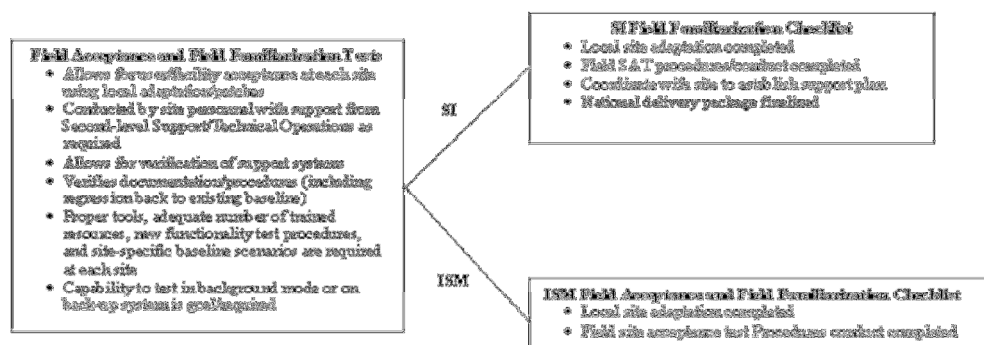 Field Acceptance and Field Familiarization Tests
• Allows for user/facility acceptance at each site
using local adaptation/patches
• Conducted by site personnel with support from
Second-level Support/Technical Operations as
required
• Allows for verification of support systems
• Verifies documentation/procedures (including
regression back to existing baseline)
• Proper tools, adequate number of trained
resources, new functionality test procedures,
and site-specific baseline scenarios are required
at each site
• Capability to test in background mode or on
back-up system is goal/required
SI
ISM
SI Field Familiarization Checklist
• Local site adaptation completed
• Field SAT procedures/conduct completed
• Coordinate with site to establish support plan
• National delivery package finalized
ISM Field Acceptance and Field Familiarization Checklist
• Local site adaptation completed
• Field site acceptance test Procedures conduct completed